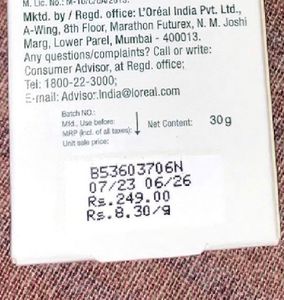 M. Lic. No.:
Mktd. by / Regd. office: L'Oréal India Pvt. Ltd.,
A-Wing, 8th Floor, Marathon Futurex, N. M. Joshi
Marg, Lower Parel, Mumbai - 400013.
Any questions/complaints? Call or write:
Consumer Advisor, at Regd. office;
Tel: 1800-22-3000;
E-mail: Advisor.India@loreal.com
Batch NO.:
Mfd., Use before:
MRP (incl. of all taxes): Net Content: 30g
Unit sale price:
B53603706N
07/23 06/26
Rs.249.00
Rs.8.30/g